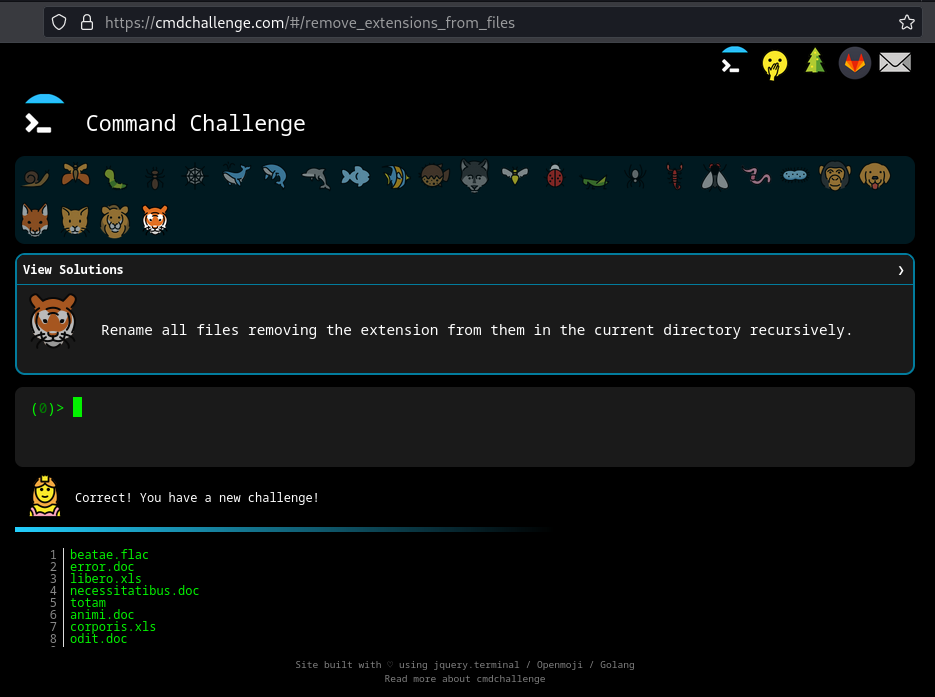 https://cmdchallenge.com/#/remove_extensions_from_files
Command Challenge
View Solutions ❯
Rename all files removing the extension from them in the current directory recursively.
(0)>
Correct! You have a new challenge!
1 beatae.flac
2 error.doc
3 libero.xls
4 necessitatibus.doc
5 totam
6 animi.doc
7 corporis.xls
8 odit.doc
Site built with ♡ using jquery.terminal / Openmoji / Golang
Read more about cmdchallenge